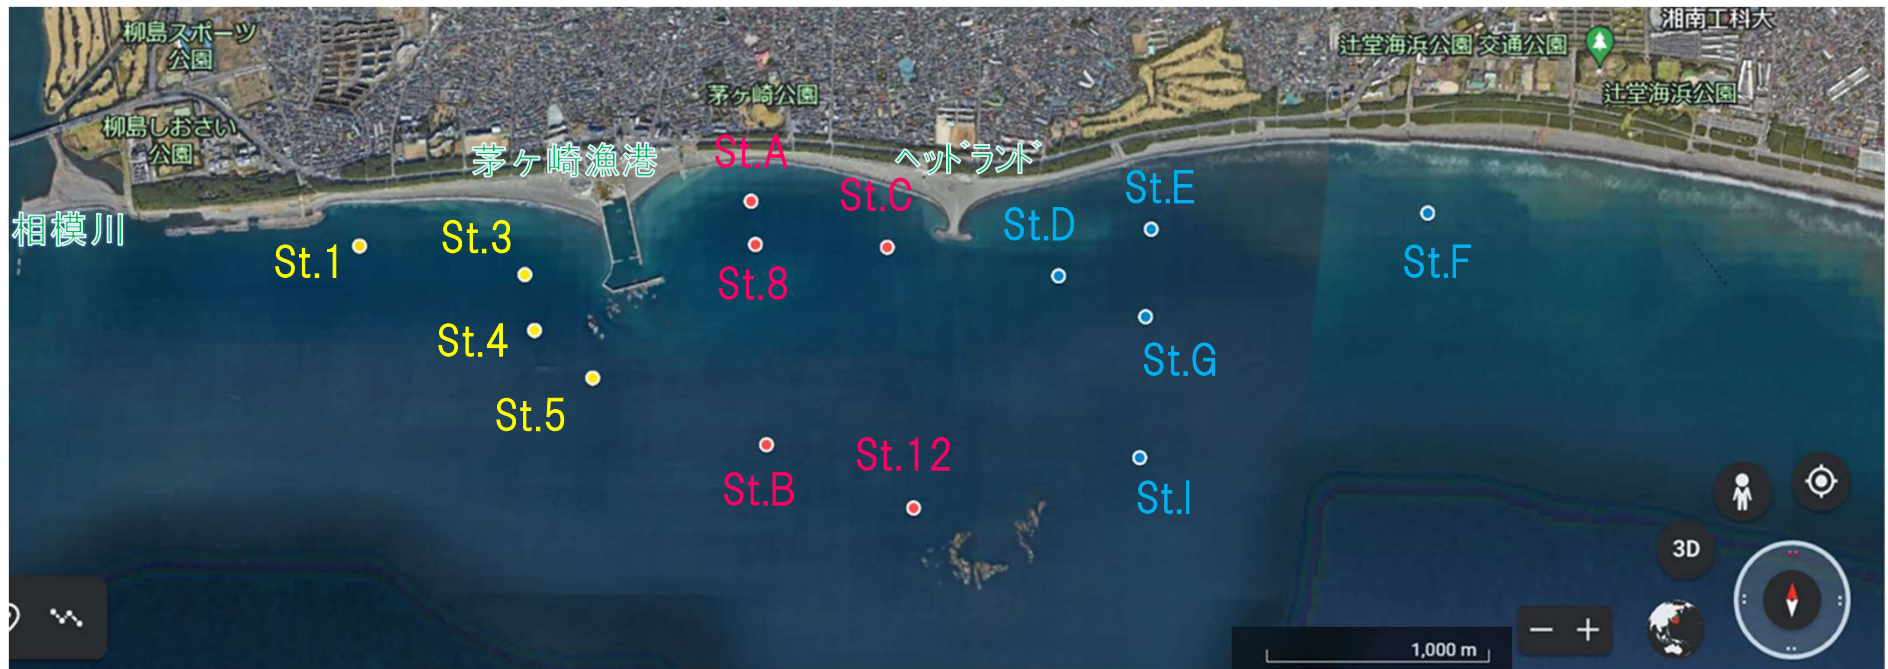 湘南工科大
柳島スポーツ
公園
辻堂海浜公園 交通公園
茅ヶ崎公園
辻堂海浜公園
柳島しおさい
公園
茅ヶ崎漁港
St.A
ヘッドランド
St.C
St.E
相模川
St.1
St.3
St.D
St.8
St.F
St.4
St.G
St.5
St.B
St.12
St.I
3D
1,000 m